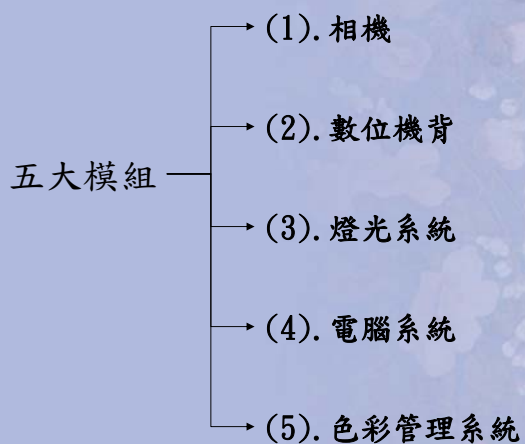 (1). 相機
(2). 數位機背
五大模組
(3). 燈光系統
(4). 電腦系統
(5). 色彩管理系統